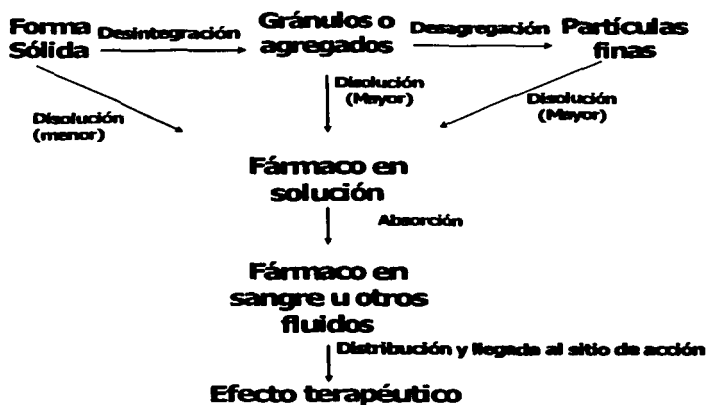 Forma
Sólida
Desintegración
Gránulos o
agregados
Desagregación
Partículas
finas
Disolución
(menor)
Disolución
(Mayor)
Disolución
(Mayor)
Fármaco en
solución
Absorción
Fármaco en
sangre u otros
fluidos
Distribución y llegada al sitio de acción
Efecto terapéutico